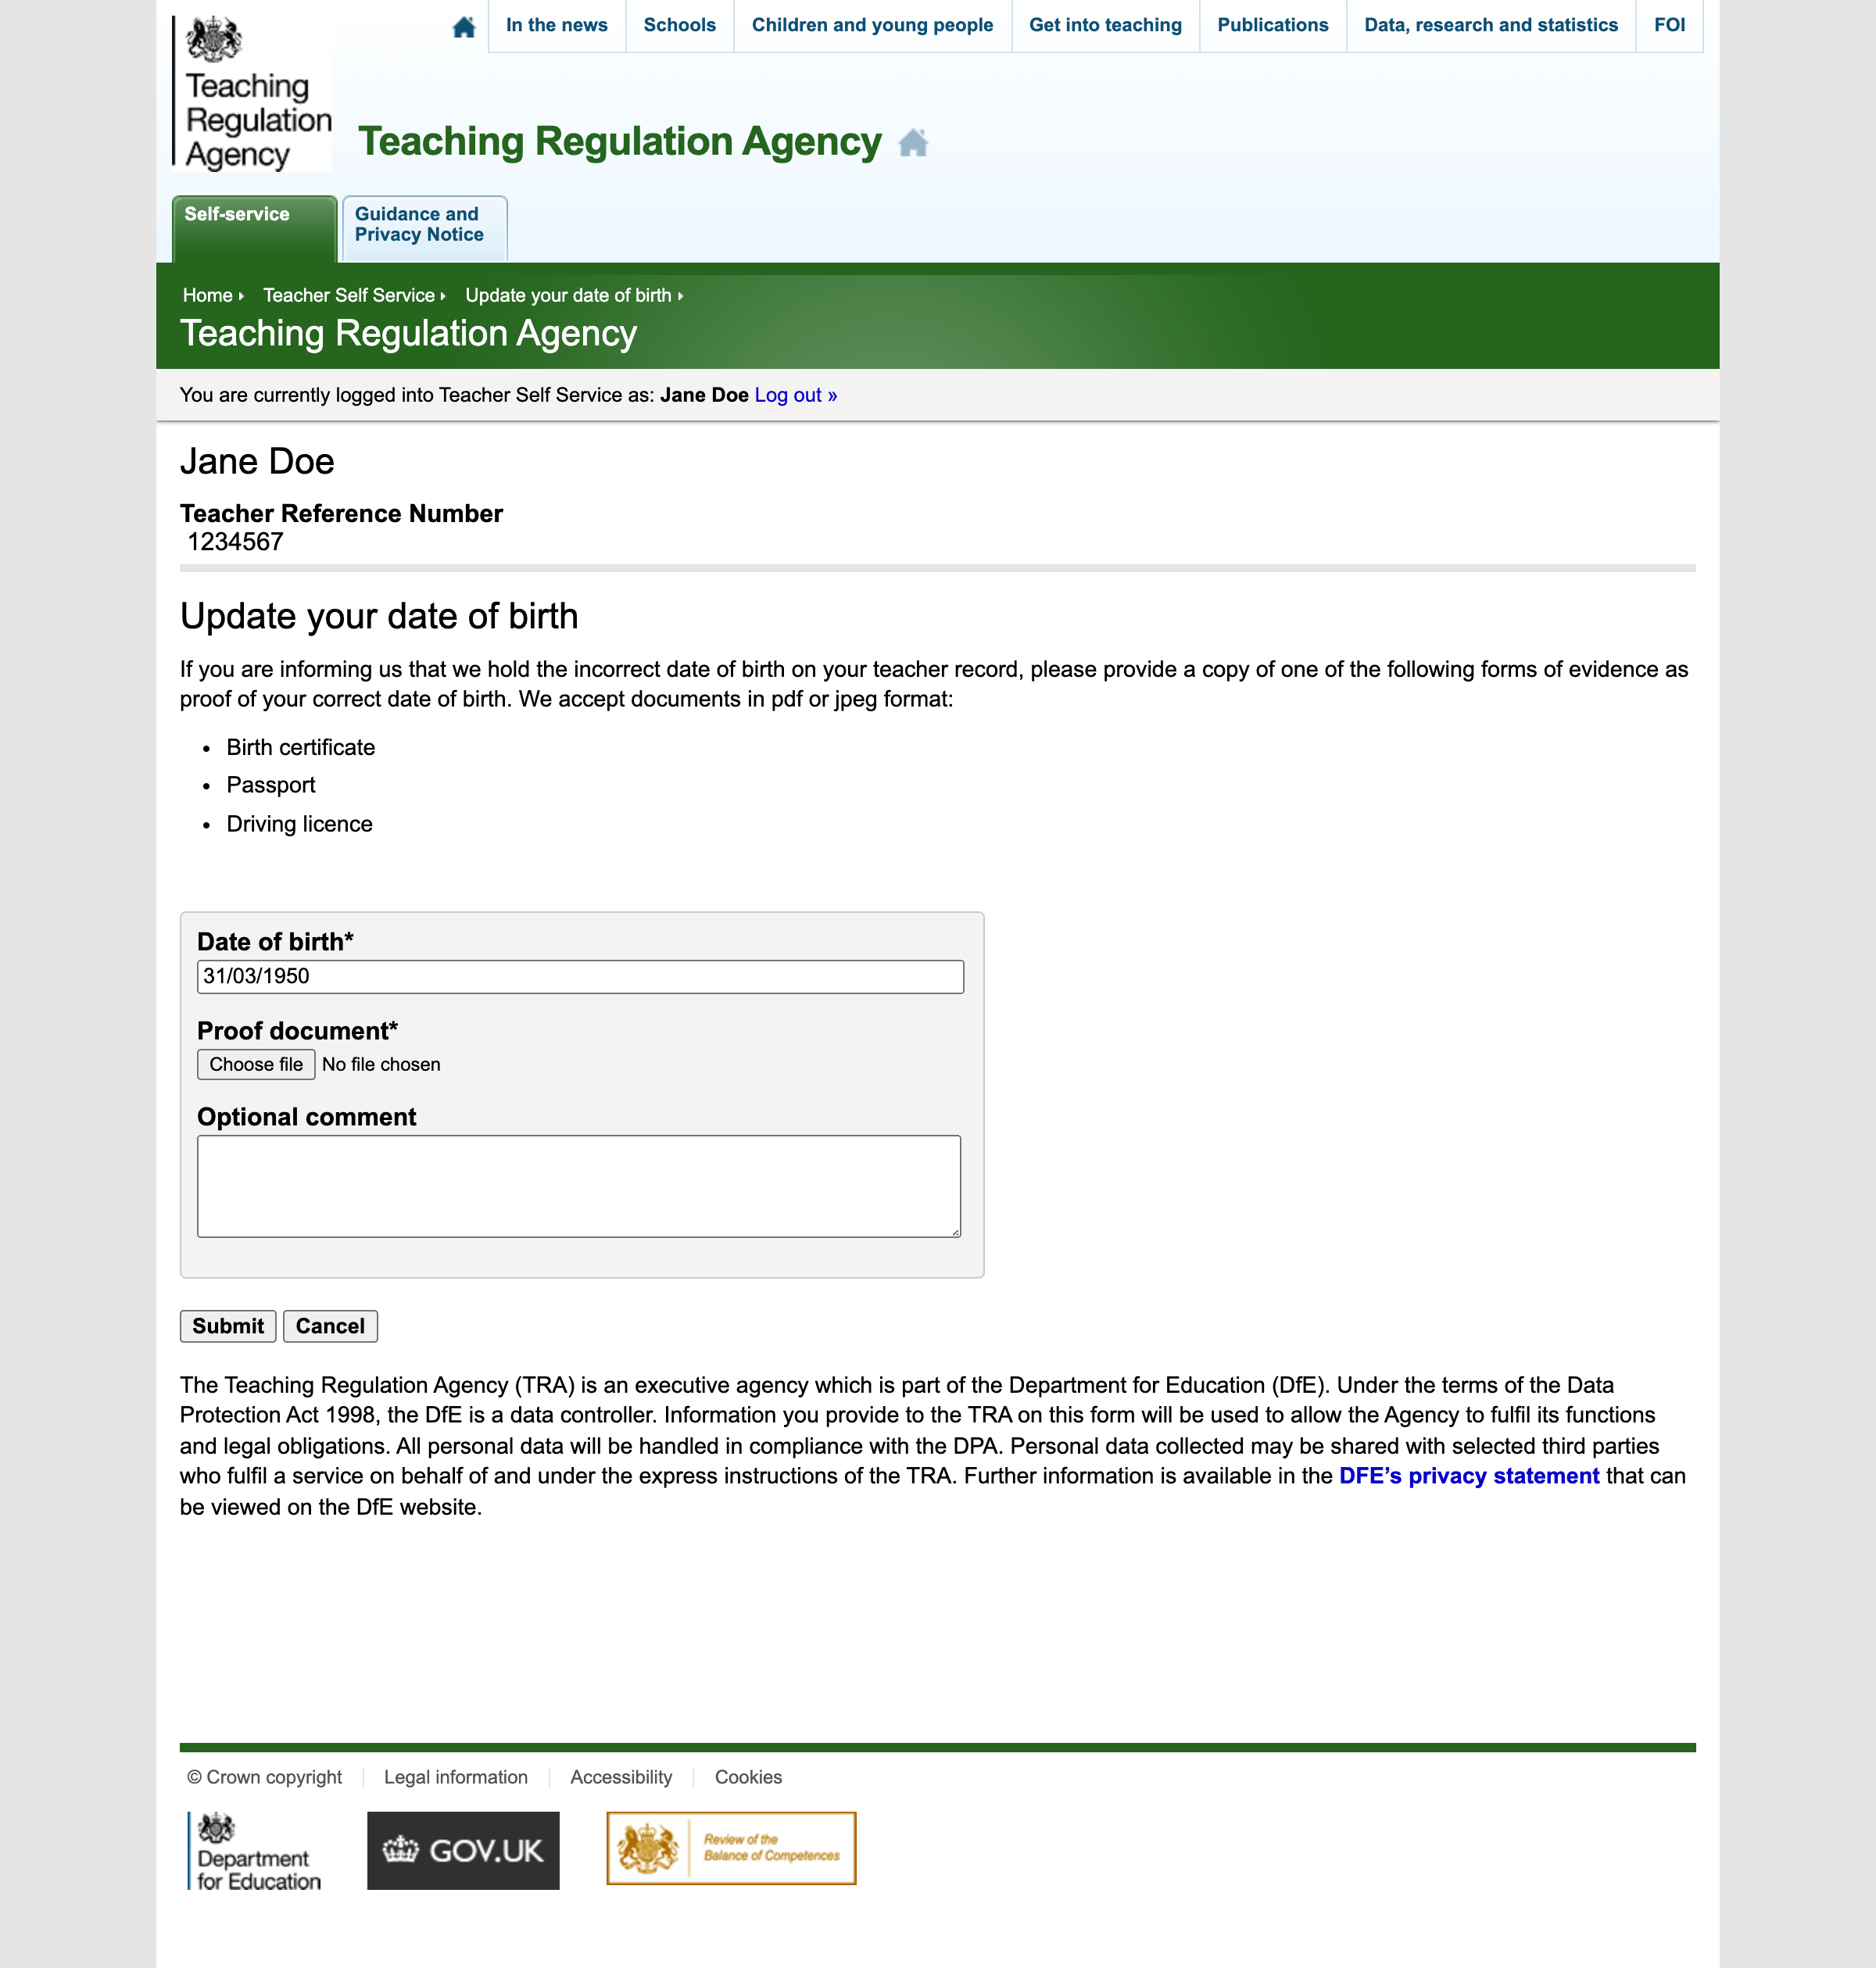 Teaching
Regulation
Agency
In the news
Schools
Children and young people
Get into teaching
Publications
Data, research and statistics
FOI
Teaching Regulation Agency
Self-service
Guidance and
Privacy Notice
Home
Teacher Self Service
Update your date of birth
Teaching Regulation Agency
You are currently logged into Teacher Self Service as: Jane Doe Log out »
Jane Doe
Teacher Reference Number
1234567
Update your date of birth
If you are informing us that we hold the incorrect date of birth on your teacher record, please provide a copy of one of the following forms of evidence as
proof of your correct date of birth. We accept documents in pdf or jpeg format:
• Birth certificate
• Passport
• Driving licence
Date of birth*
31/03/1950
Proof document*
Choose file No file chosen
Optional comment
Submit Cancel
The Teaching Regulation Agency (TRA) is an executive agency which is part of the Department for Education (DfE). Under the terms of the Data
Protection Act 1998, the DfE is a data controller. Information you provide to the TRA on this form will be used to allow the Agency to fulfil its functions
and legal obligations. All personal data will be handled in compliance with the DPA. Personal data collected may be shared with selected third parties
who fulfil a service on behalf of and under the express instructions of the TRA. Further information is available in the DFE’s privacy statement that can
be viewed on the DfE website.
© Crown copyright
Legal information
Accessibility
Cookies
Department
for Education
GOV.UK
Review of the
Balance of Competences